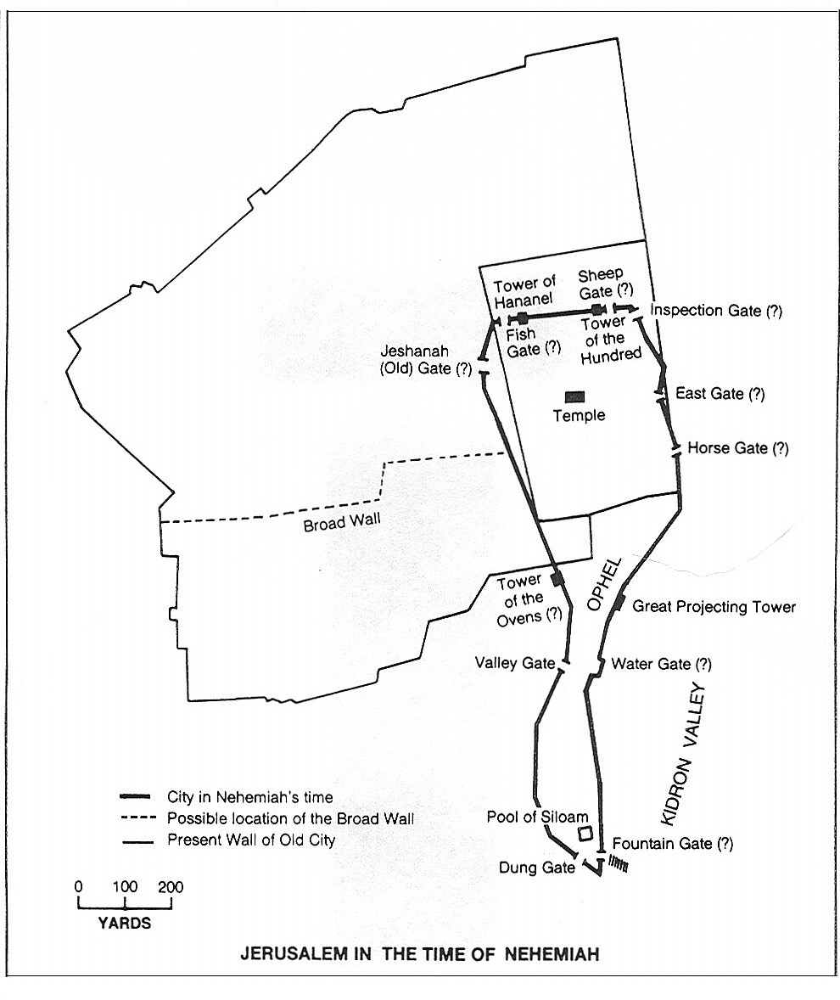 Tower of
Hananel
Sheep
Gate (?)
Inspection Gate (?)
Fish
Gate (?)
Tower
of the
Hundred
Jeshanah
(Old) Gate (?)
East Gate (?)
Temple
Horse Gate (?)
Broad Wall
OPHEL
Tower
of the
Ovens (?)
Great Projecting Tower
Valley Gate
Water Gate (?)
KIDRON VALLEY
City in Nehemiah's time
Possible location of the Broad Wall
Present Wall of Old City
Pool of Siloam
Fountain Gate (?)
Dung Gate
0 100 200
YARDS
JERUSALEM IN THE TIME OF NEHEMIAH